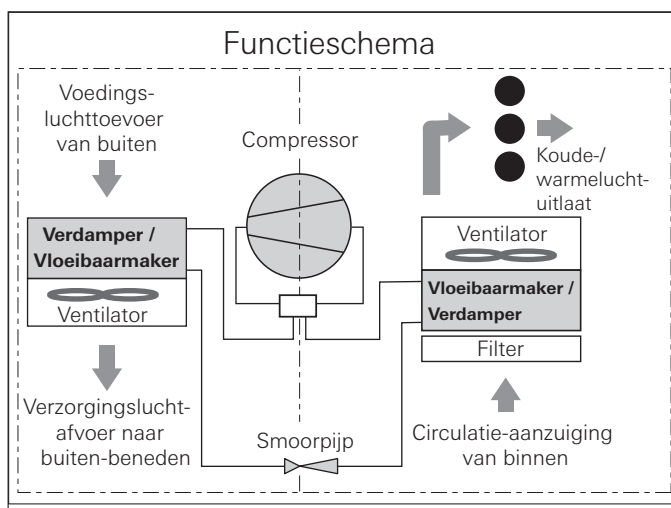 Functieschema
Voedings-
luchttoevoer
van buiten
Compressor
Koude-/
warmelucht-
uitlaat
Verdamper /
Vloeibaarmaker
Ventilator
Ventilator
Vloeibaarmaker /
Verdamper
Filter
Verzorgingslucht-
afvoer naar
buiten-beneden
Smoorpijp
Circulatie-aanzuiging
van binnen